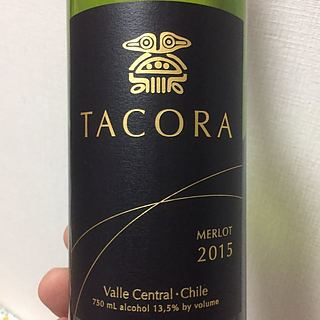 TACORA
MERLOT
2015
Valle Central · Chile
750 mL alcohol 13,5% by volume